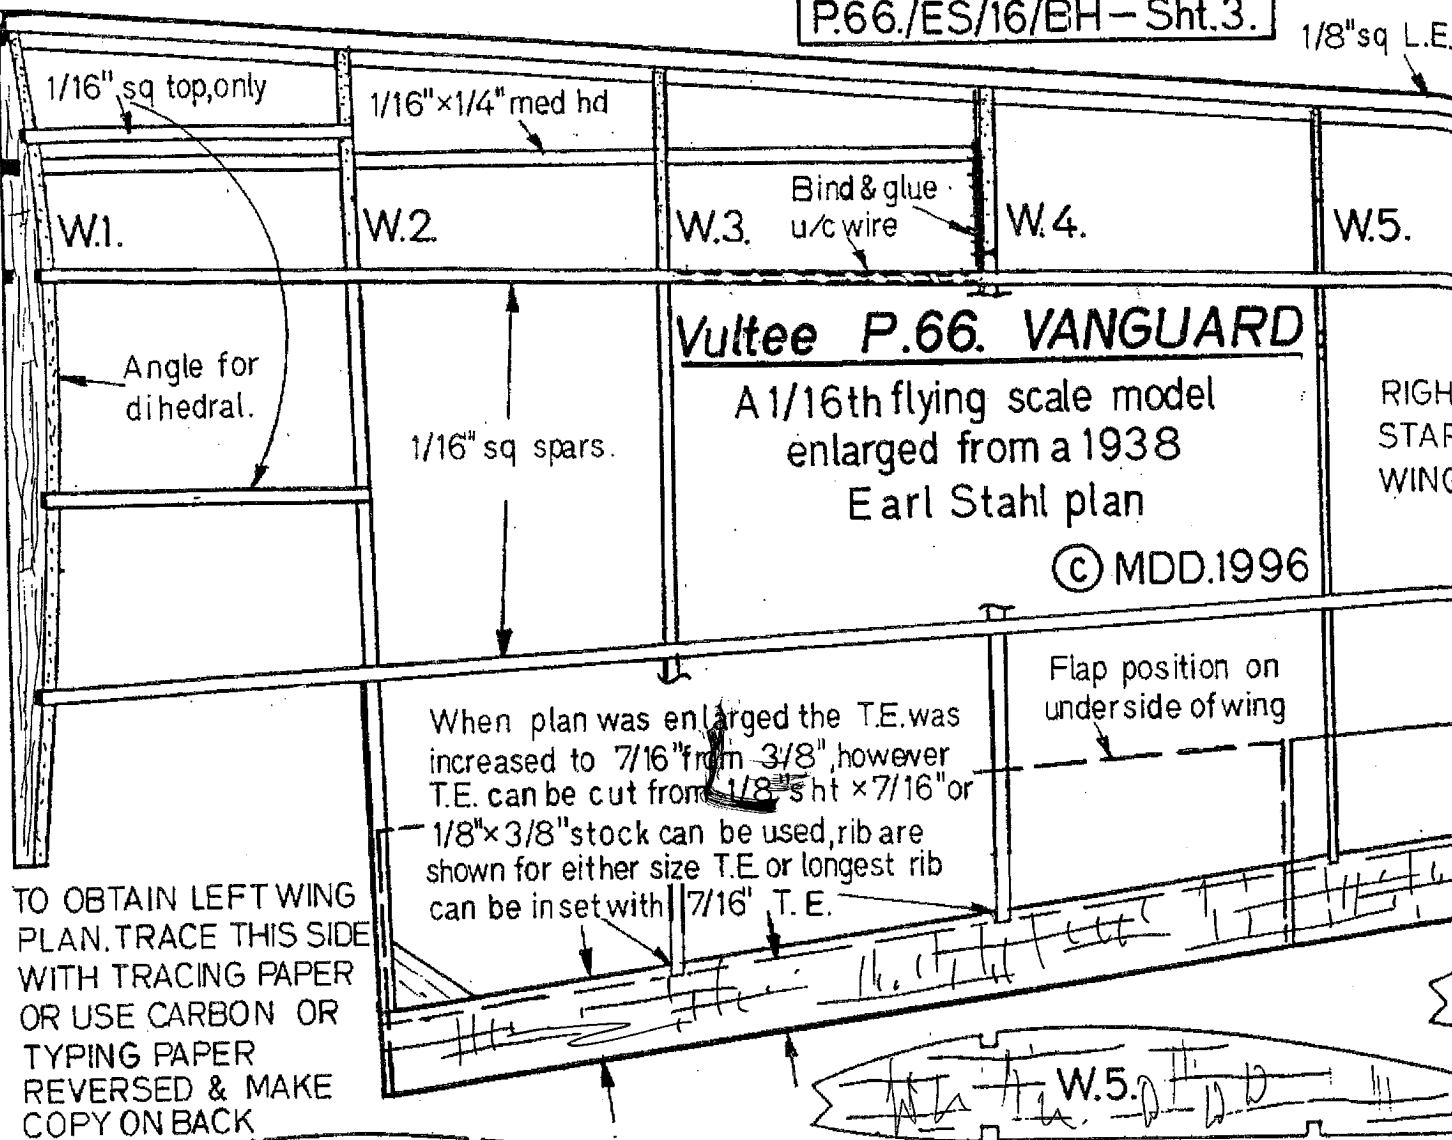 P.66./ES/16/BH – Sht.3.
1/8"sq L.E.
1/16" sq top,only
1/16"×1/4" med hd
Bind & glue
u/c wire
W.1.
W.2.
W.3.
W.4.
W.5.
Vultee P.66. VANGUARD
A 1/16th flying scale model
enlarged from a 1938
Earl Stahl plan
© MDD.1996
Angle for
dihedral.
1/16" sq spars.
RIGH
STAR
WING
Flap position on
underside of wing
When plan was enlarged the T.E. was
increased to 7/16" from 3/8", however
T.E. can be cut from 1/8" sht × 7/16" or
1/8"×3/8" stock can be used, rib are
shown for either size T.E or longest rib
can be inset with 7/16" T.E.
TO OBTAIN LEFT WING
PLAN. TRACE THIS SIDE
WITH TRACING PAPER
OR USE CARBON OR
TYPING PAPER
REVERSED & MAKE
COPY ON BACK
W.5.